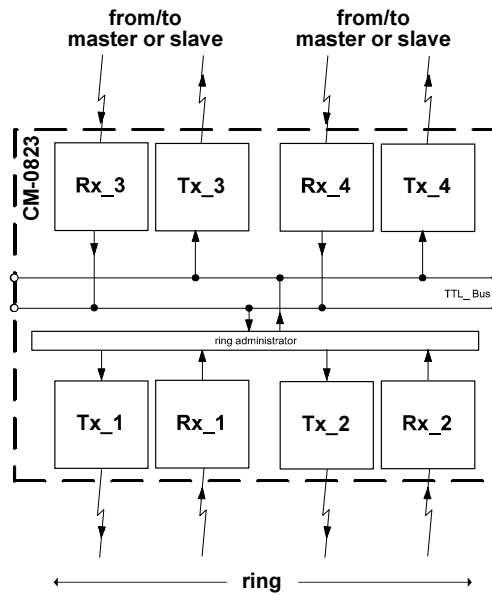 from/to
master or slave
from/to
master or slave
CM-0823
Rx_3
Tx_3
Rx_4
Tx_4
TTL_Bus
ring administrator
Tx_1
Rx_1
Tx_2
Rx_2
ring